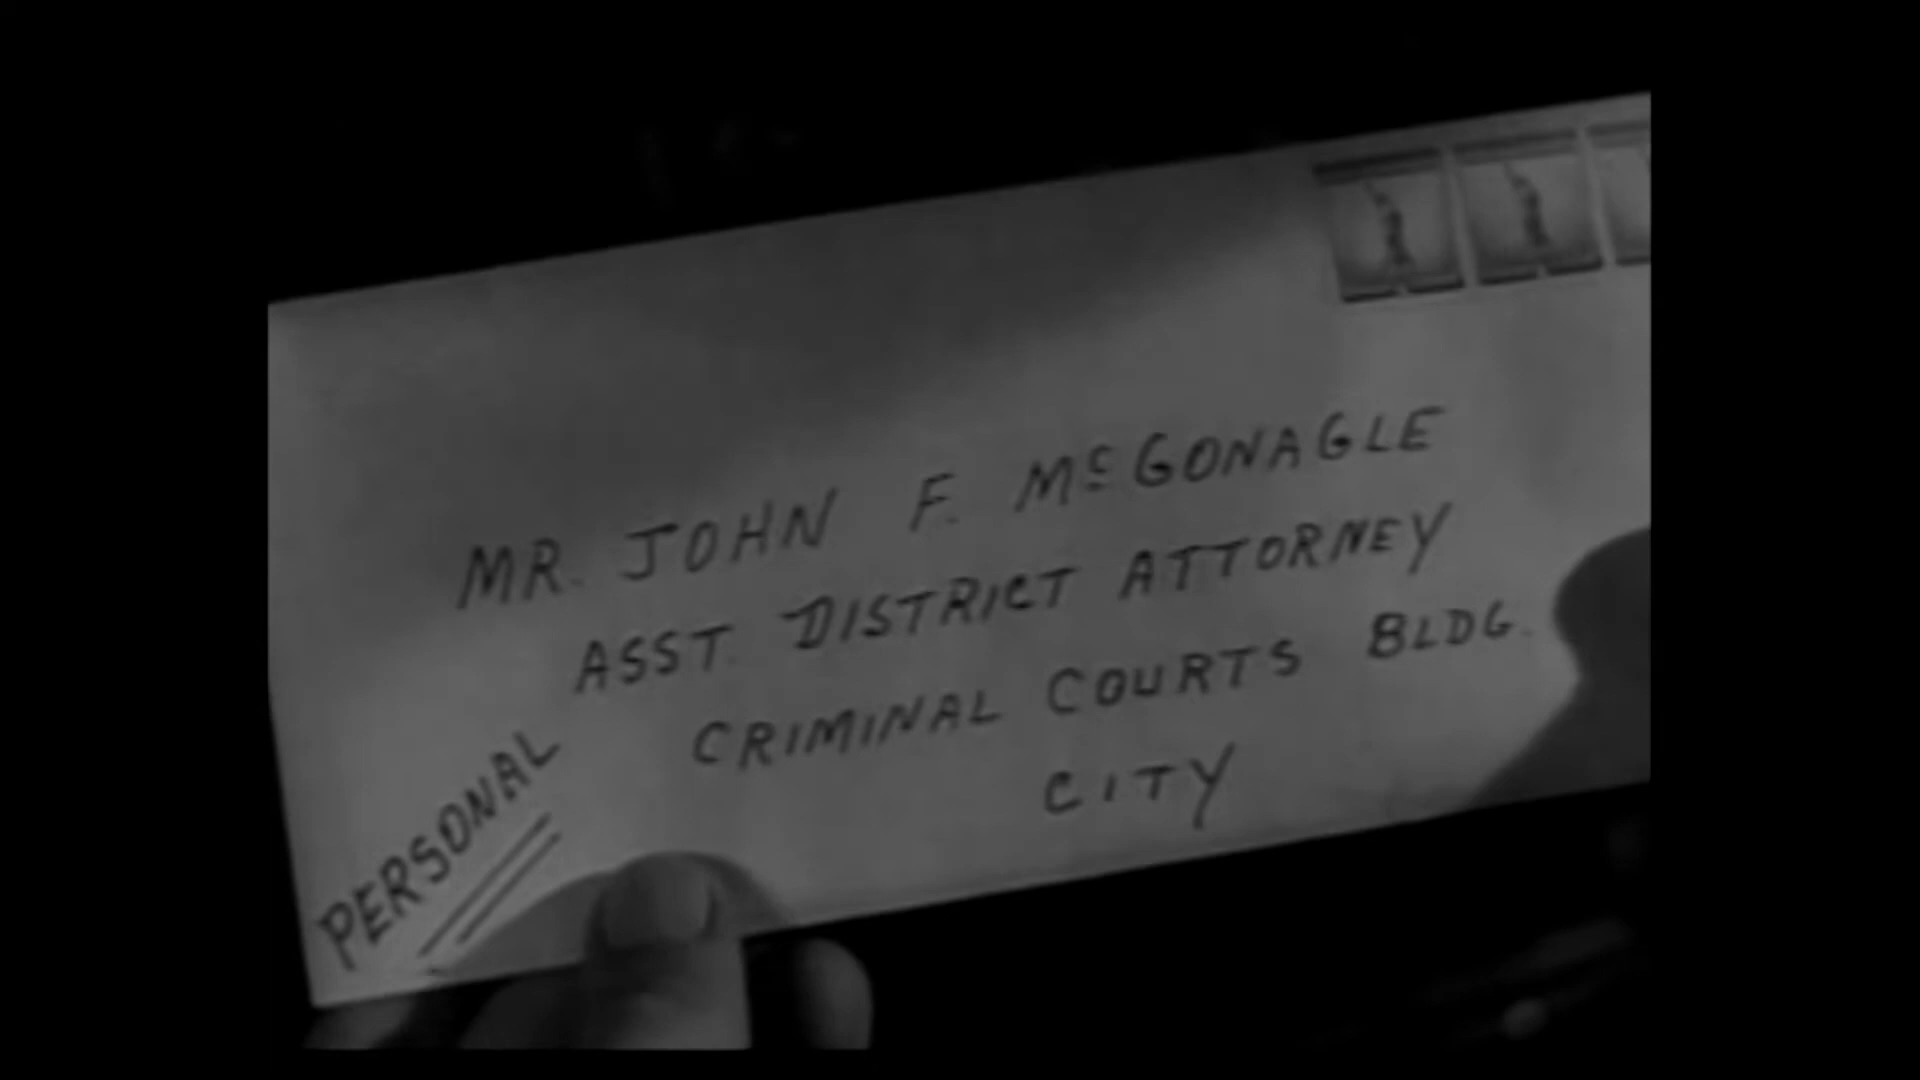 MR. JOHN F. McGONAGLE
ASST. DISTRICT ATTORNEY
CRIMINAL COURTS BLDG.
CITY
PERSONAL